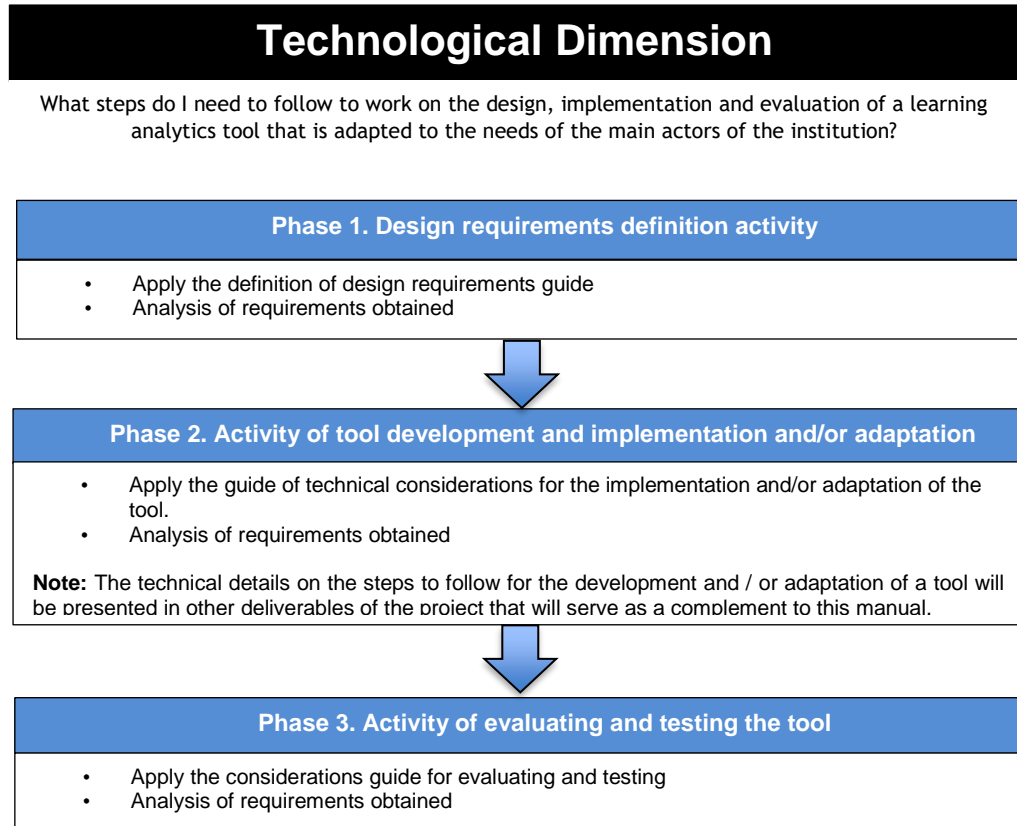 Technological Dimension
What steps do I need to follow to work on the design, implementation and evaluation of a learning
analytics tool that is adapted to the needs of the main actors of the institution?
Phase 1. Design requirements definition activity
• Apply the definition of design requirements guide
• Analysis of requirements obtained
Phase 2. Activity of tool development and implementation and/or adaptation
• Apply the guide of technical considerations for the implementation and/or adaptation of the
tool.
• Analysis of requirements obtained
Note: The technical details on the steps to follow for the development and / or adaptation of a tool will
be presented in other deliverables of the project that will serve as a complement to this manual.
Phase 3. Activity of evaluating and testing the tool
• Apply the considerations guide for evaluating and testing
• Analysis of requirements obtained